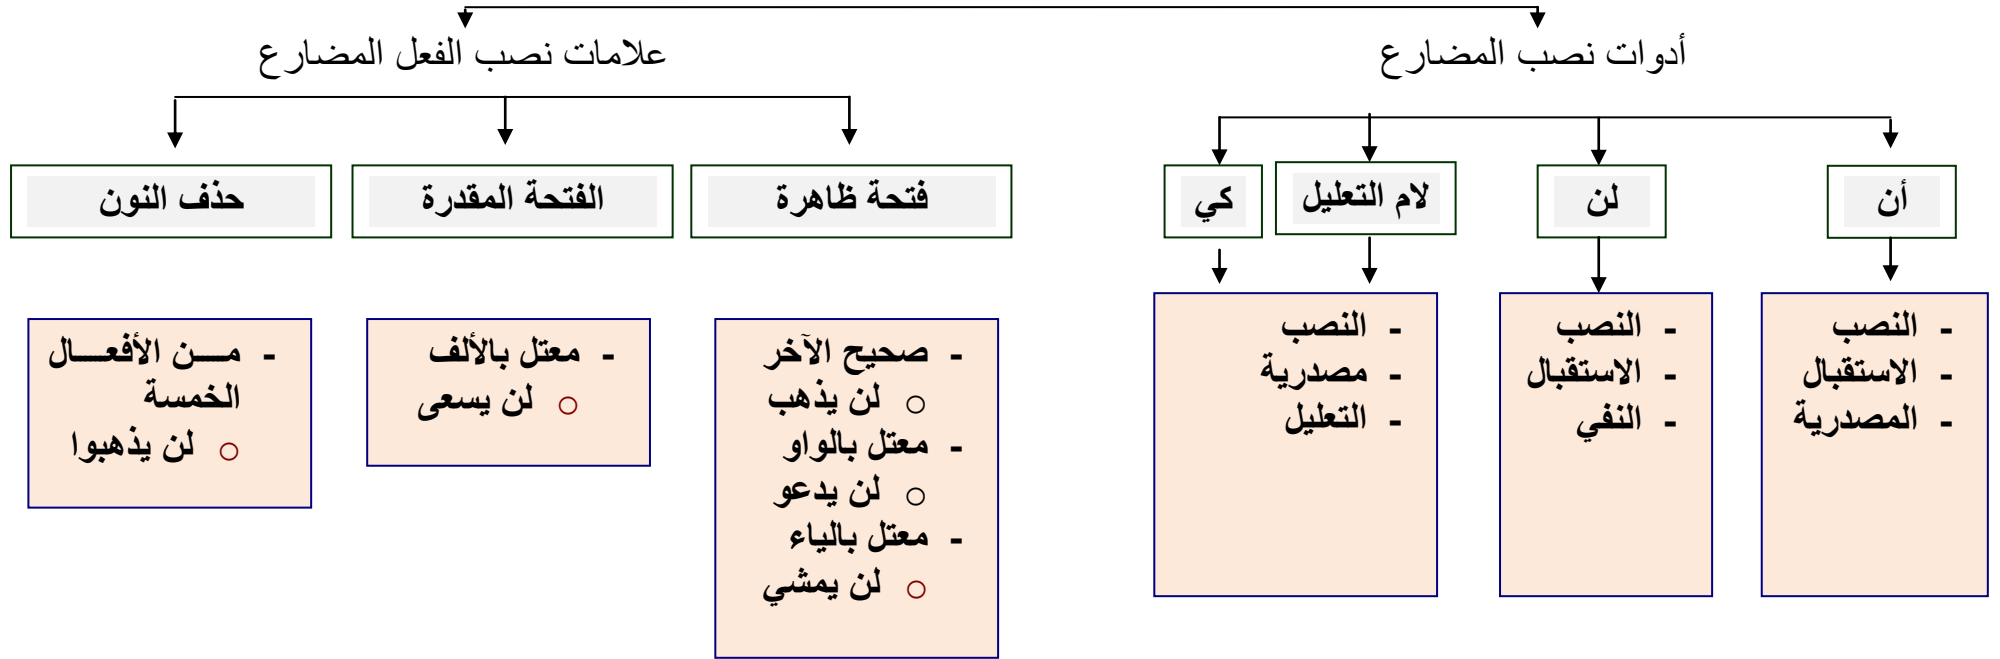 أدوات نصب المضارع
علامات نصب الفعل المضارع
أن
لن
لام التعليل
كي
- النصب
- الاستقبال
- المصدرية
- النصب
- الاستقبال
- النفي
- النصب
- مصدرية
- التعليل
فتحة ظاهرة
الفتحة المقدرة
حذف النون
- صحيح الآخر
○ لن يذهب
- معتل بالواو
○ لن يدعو
- معتل بالياء
○ لن يمشي
- معتل بالألف
○ لن يسعى
- مـــن الأفعـــال
الخمسة
○ لن يذهبوا